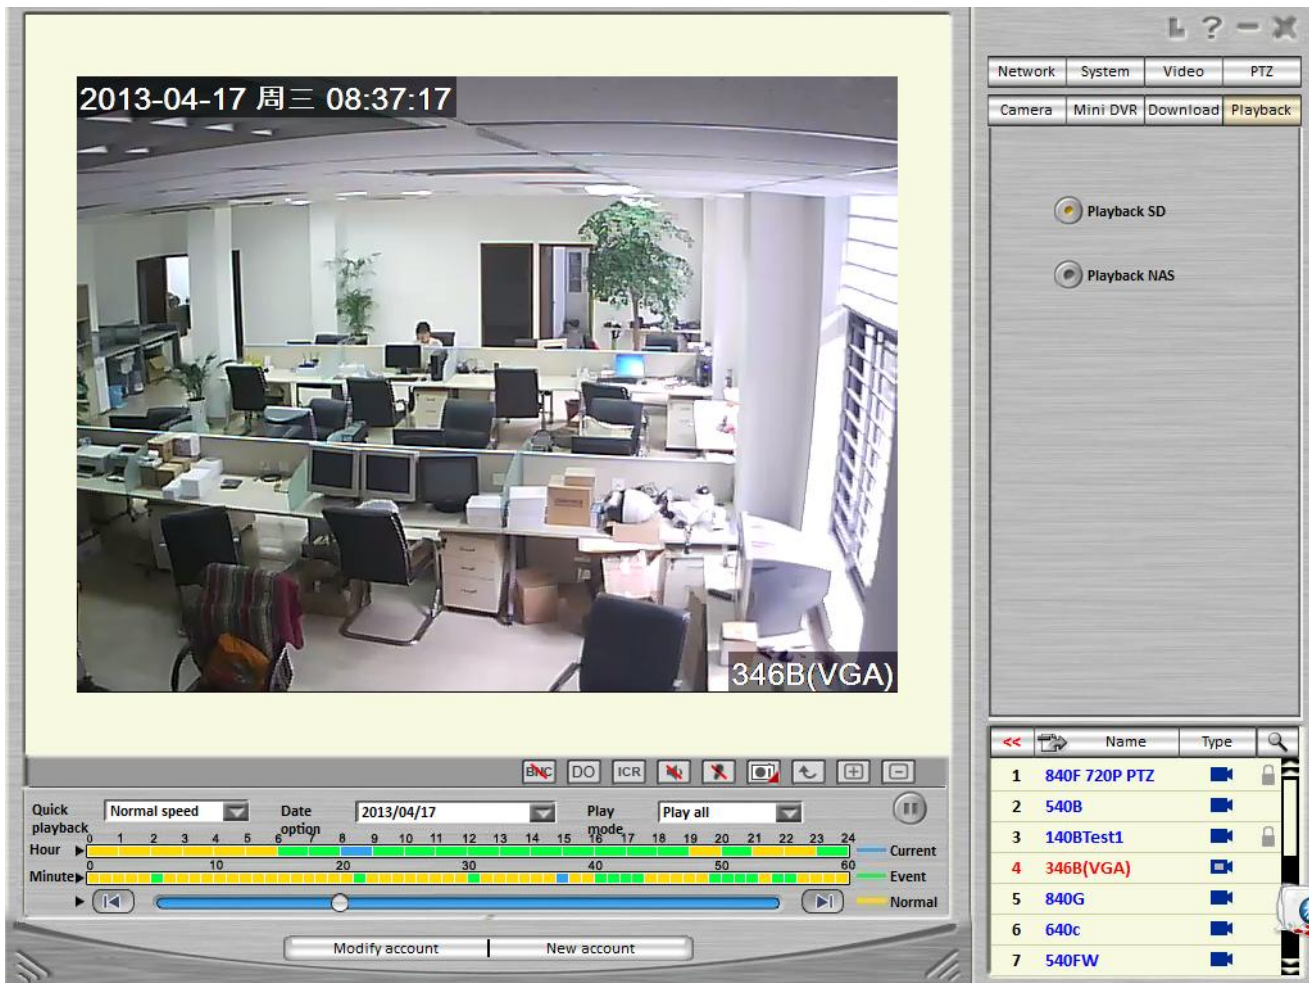 2013-04-17 周三 08:37:17
346B(VGA)
Network System Video PTZ
Camera Mini DVR Download Playback
Playback SD
Playback NAS
BNC DO ICR
Quick playback Normal speed Date option 2013/04/17 Play mode Play all
0 1 2 3 4 5 6 7 8 9 10 11 12 13 14 15 16 17 18 19 20 21 22 23 24
Hour Current
0 10 20 30 40 50 60
Minute Event
Normal
Modify account New account
<< Name Type
1 840F 720P PTZ
2 540B
3 140BTest1
4 346B(VGA)
5 840G
6 640c
7 540FW